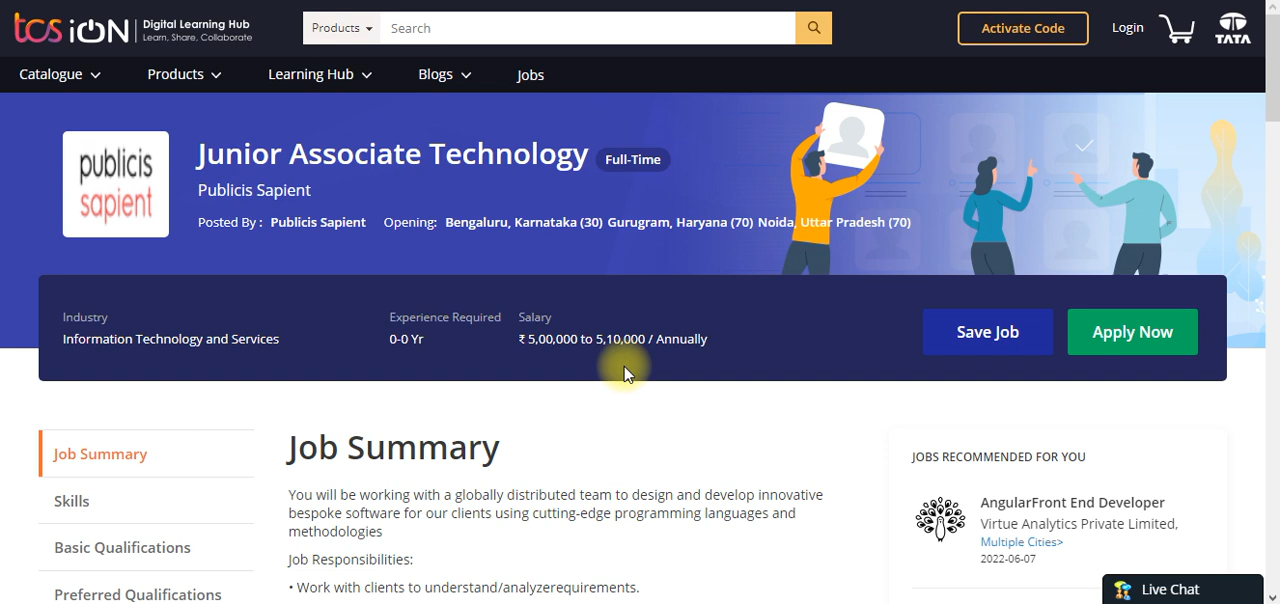 tcs iON Digital Learning Hub
Learn, Share, Collaborate
Products
Search
Activate Code
Login
TATA
Catalogue
Products
Learning Hub
Blogs
Jobs
publicis
sapient
Junior Associate Technology Full-Time
Publicis Sapient
Posted By : Publicis Sapient Opening: Bengaluru, Karnataka (30) Gurugram, Haryana (70) Noida, Uttar Pradesh (70)
Industry
Information Technology and Services
Experience Required
0-0 Yr
Salary
₹ 5,00,000 to 5,10,000 / Annually
Save Job
Apply Now
Job Summary
Skills
Basic Qualifications
Preferred Qualifications
Job Summary
You will be working with a globally distributed team to design and develop innovative
bespoke software for our clients using cutting-edge programming languages and
methodologies
Job Responsibilities:
• Work with clients to understand/analyzerequirements.
JOBS RECOMMENDED FOR YOU
AngularFront End Developer
Virtue Analytics Private Limited,
Multiple Cities>
2022-06-07
Live Chat